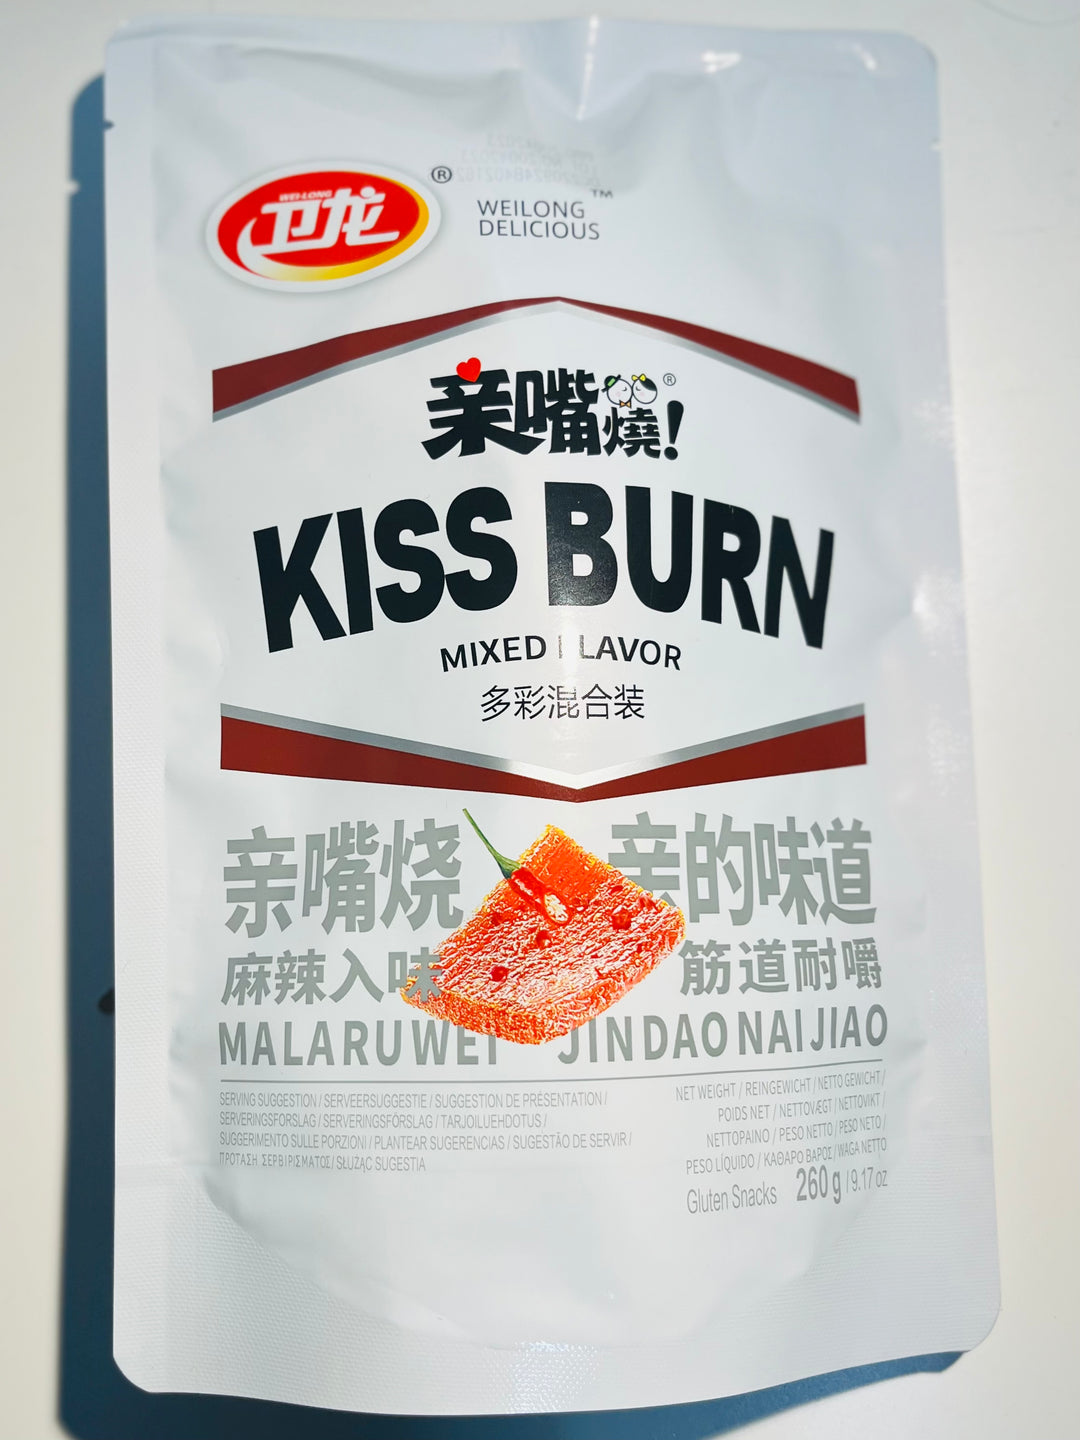 WEI-LONG
卫龙®
WEILONG
DELICIOUS™
亲嘴燒!®
KISS BURN
MIXED FLAVOR
多彩混合装
亲嘴烧 亲的味道
麻辣入味 筋道耐嚼
MALARUWEI JINDAO NAIJIAO
SERVING SUGGESTION / SERVEERSUGGESTIE / SUGGESTION DE PRÉSENTATION /
SERVERINGSFORSLAG / SERVERINGSFÖRSLAG / TARJOILUEHDOTUS /
SUGGERIMENTO SULLE PORZIONI / PLANTEAR SUGERENCIAS / SUGESTÃO DE SERVIR /
ΠΡΟΤΑΣΗ ΣΕΡΒΙΡΙΣΜΑΤΟΣ / SŁUŻĄC SUGESTIA
NET WEIGHT / REINGEWICHT / NETTO GEWICHT /
POIDS NET / NETTOVÆGT / NETTOVIKT /
NETTOPAINO / PESO NETTO / PESO NETO /
PESO LÍQUIDO / ΚΑΘΑΡΟ ΒΑΡΟΣ / WAGA NETTO
Gluten Snacks 260g / 9.17 oz